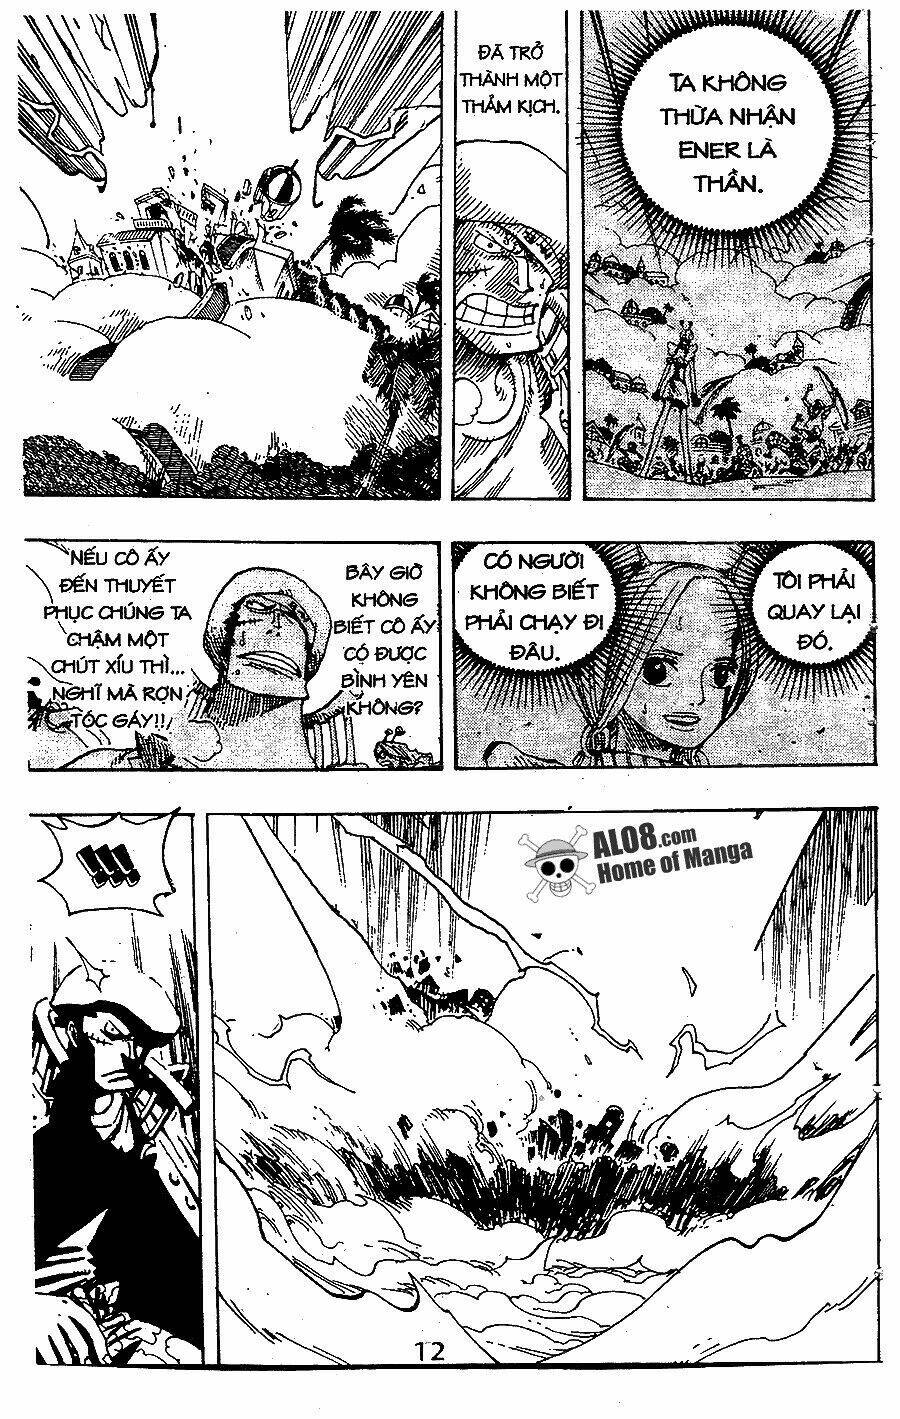 TA KHÔNG
THỪA NHẬN
ENER LÀ
THẦN.
ĐÃ TRỞ
THÀNH MỘT
THẢM KỊCH.
TÔI PHẢI
QUAY LẠI
ĐÓ.
CÓ NGƯỜI
KHÔNG BIẾT
PHẢI CHẠY ĐI
ĐÂU.
BÂY GIỜ
KHÔNG
BIẾT CÔ ẤY
CÓ ĐƯỢC
BÌNH YÊN
KHÔNG?
NẾU CÔ ẤY
ĐẾN THUYẾT
PHỤC CHÚNG TA
CHẬM MỘT
CHÚT XÍU THÌ...
NGHĨ MÀ RỢN
TÓC GÁY!!
ALO8.com
Home of Manga
!!!
12